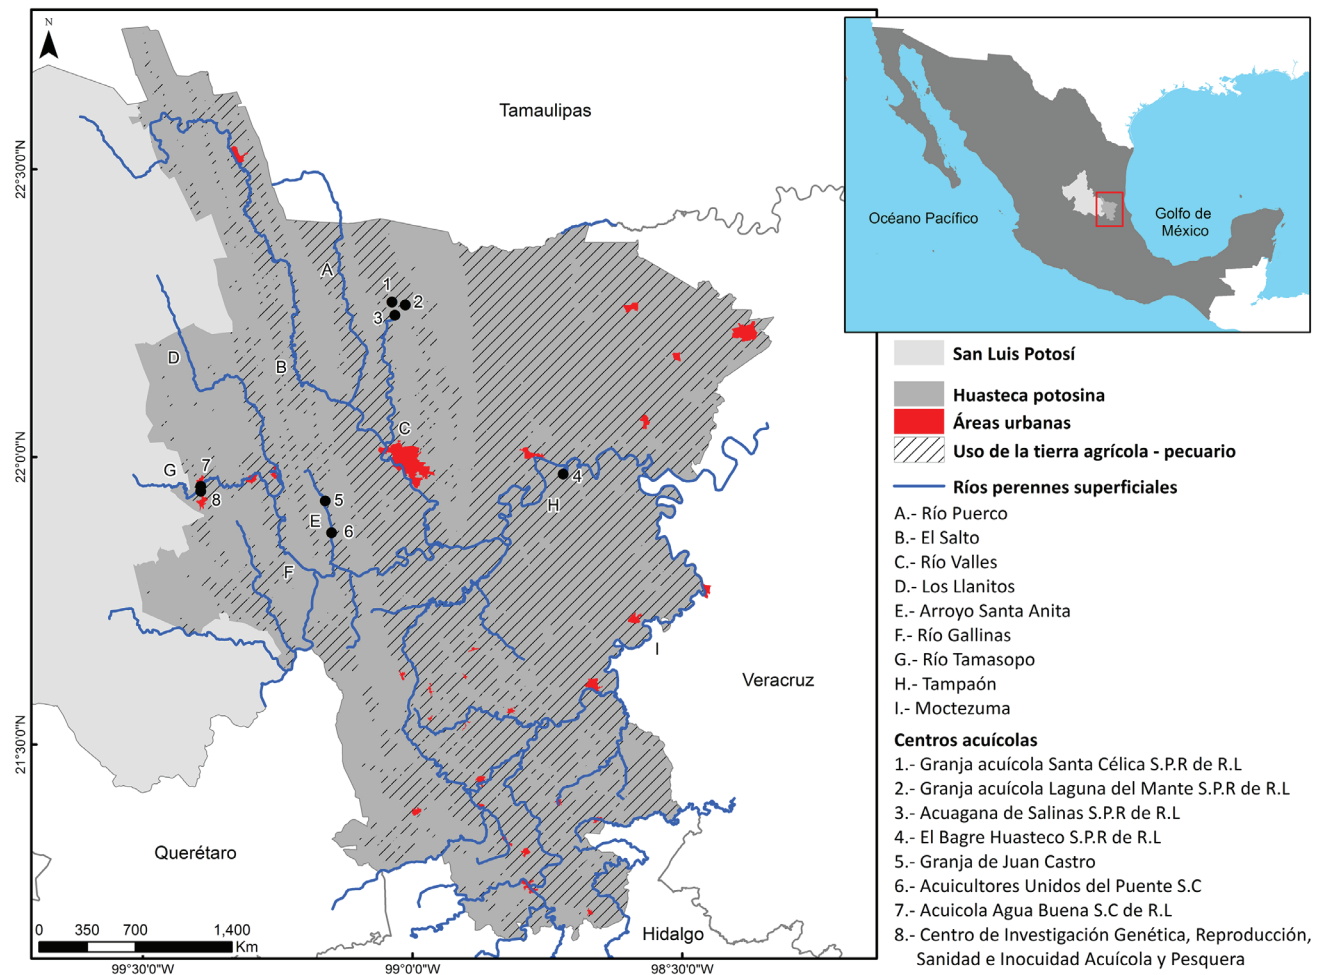 N
Tamaulipas
22°30'0"N
22°0'0"N
21°30'0"N
A
1
2
3
D
B
C
G
7
8
5
E
6
4
H
F
I
Veracruz
Querétaro
Hidalgo
0 350 700 1,400
Km
99°30'0"W 99°0'0"W 98°30'0"W
Océano Pacífico
Golfo de
México
San Luis Potosí
Huasteca potosina
Áreas urbanas
Uso de la tierra agrícola - pecuario
Ríos perennes superficiales
A.- Río Puerco
B.- El Salto
C.- Río Valles
D.- Los Llanitos
E.- Arroyo Santa Anita
F.- Río Gallinas
G.- Río Tamasopo
H.- Tampaón
I.- Moctezuma
Centros acuícolas
1.- Granja acuícola Santa Célica S.P.R de R.L
2.- Granja acuícola Laguna del Mante S.P.R de R.L
3.- Acuagana de Salinas S.P.R de R.L
4.- El Bagre Huasteco S.P.R de R.L
5.- Granja de Juan Castro
6.- Acuicultores Unidos del Puente S.C
7.- Acuicola Agua Buena S.C de R.L
8.- Centro de Investigación Genética, Reproducción,
Sanidad e Inocuidad Acuícola y Pesquera